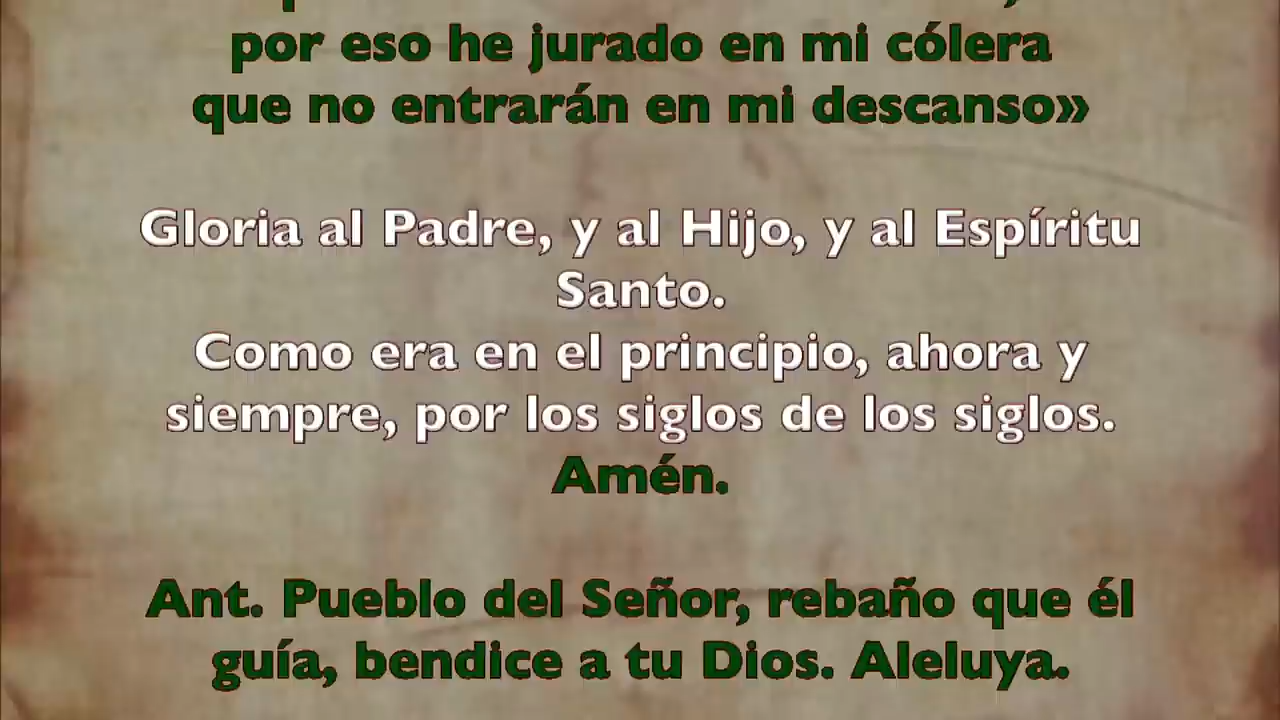 por eso he jurado en mi cólera
que no entrarán en mi descanso»
Gloria al Padre, y al Hijo, y al Espíritu
Santo.
Como era en el principio, ahora y
siempre, por los siglos de los siglos.
Amén.
Ant. Pueblo del Señor, rebaño que él
guía, bendice a tu Dios. Aleluya.